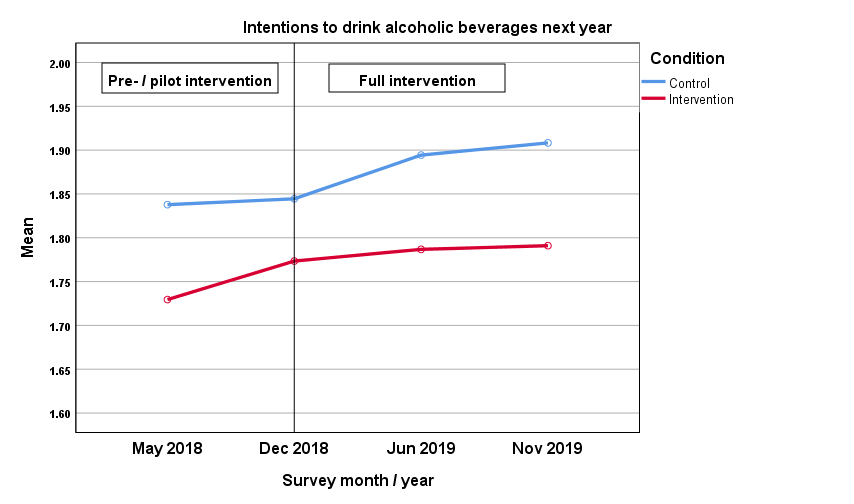 Intentions to drink alcoholic beverages next year
Condition
Control
Intervention
Pre- / pilot intervention
Full intervention
Mean
2.00
1.95
1.90
1.85
1.80
1.75
1.70
1.65
1.60
May 2018
Dec 2018
Jun 2019
Nov 2019
Survey month / year